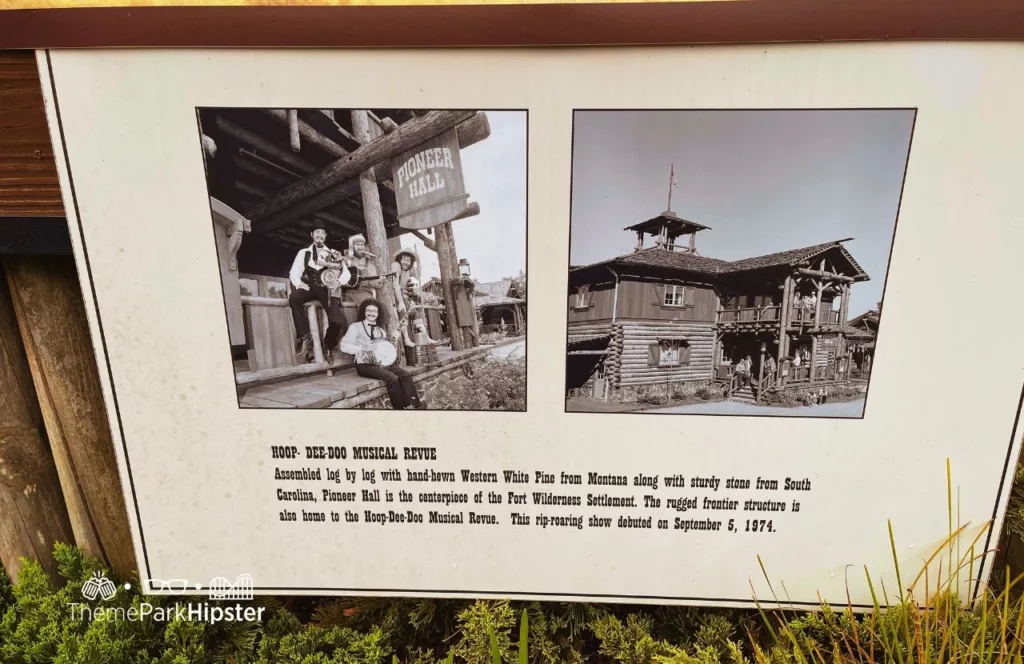 PIONEER
HALL
HOOP- DEE-DOO MUSICAL REVUE
Assembled log by log with hand-hewn Western White Pine from Montana along with sturdy stone from South
Carolina, Pioneer Hall is the centerpiece of the Fort Wilderness Settlement. The rugged frontier structure is
also home to the Hoop-Dee-Doo Musical Revue. This rip-roaring show debuted on September 5, 1974.
ThemeParkHipster